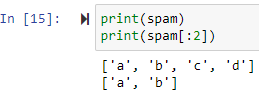 In [15]:
print(spam)
print(spam[:2])
['a', 'b', 'c', 'd']
['a', 'b']